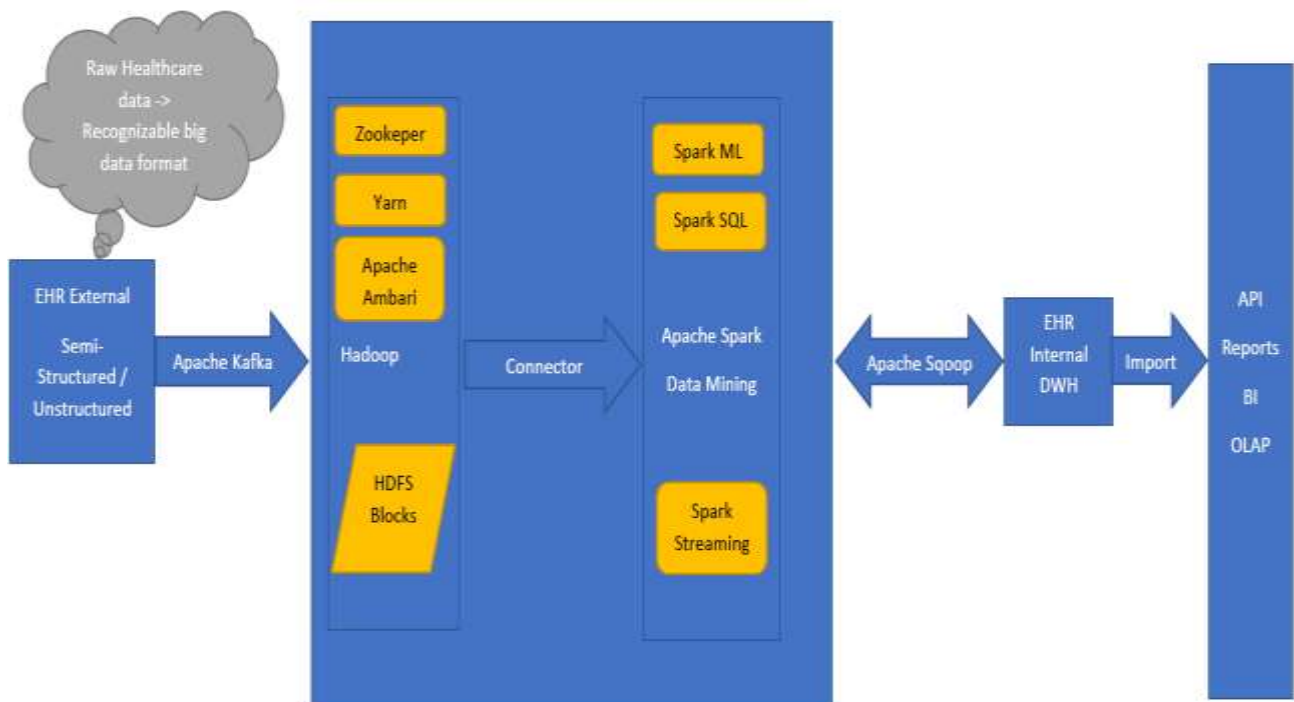 Raw Healthcare
data ->
Recognizable big
data format
EHR External
Semi-
Structured /
Unstructured
Apache Kafka
Zookeper
Yarn
Apache
Ambari
Hadoop
HDFS
Blocks
Connector
Spark ML
Spark SQL
Apache Spark
Data Mining
Spark
Streaming
Apache Sqoop
EHR
Internal
DWH
Import
API
Reports
BI
OLAP